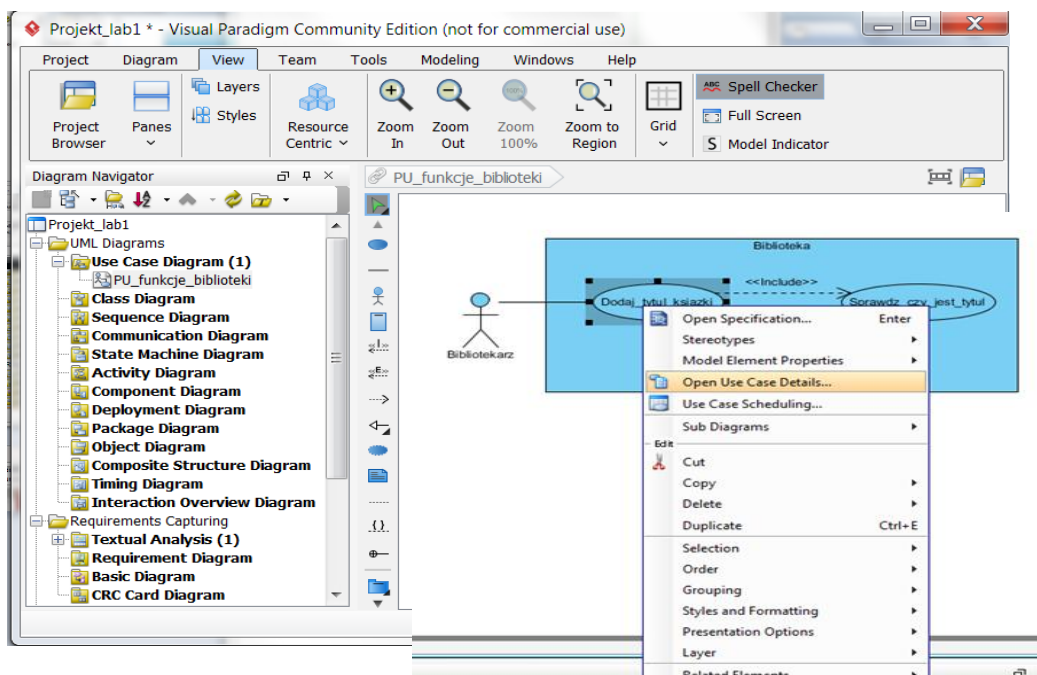 Projekt_lab1 * - Visual Paradigm Community Edition (not for commercial use)
Project Diagram View Team Tools Modeling Windows Help
Project Browser
Panes
Layers
Styles
Resource Centric
Zoom In
Zoom Out
100%
Zoom 100%
Zoom to Region
Grid
ABC Spell Checker
Full Screen
S Model Indicator
Diagram Navigator
PU_funkcje_biblioteki
Projekt_lab1
UML Diagrams
Use Case Diagram (1)
PU_funkcje_biblioteki
Class Diagram
Sequence Diagram
Communication Diagram
State Machine Diagram
Activity Diagram
Component Diagram
Deployment Diagram
Package Diagram
Object Diagram
Composite Structure Diagram
Timing Diagram
Interaction Overview Diagram
Requirements Capturing
Textual Analysis (1)
Requirement Diagram
Basic Diagram
CRC Card Diagram
Biblioteka
<<Include>>
Dodaj_tytul_ksiazki
Sprawdz_czy_jest_tytul
Bibliotekarz
Open Specification... Enter
Stereotypes
Model Element Properties
Open Use Case Details...
Use Case Scheduling...
Sub Diagrams
Edit
Cut
Copy
Delete
Duplicate Ctrl+E
Selection
Order
Grouping
Styles and Formatting
Presentation Options
Layer
Related Elements